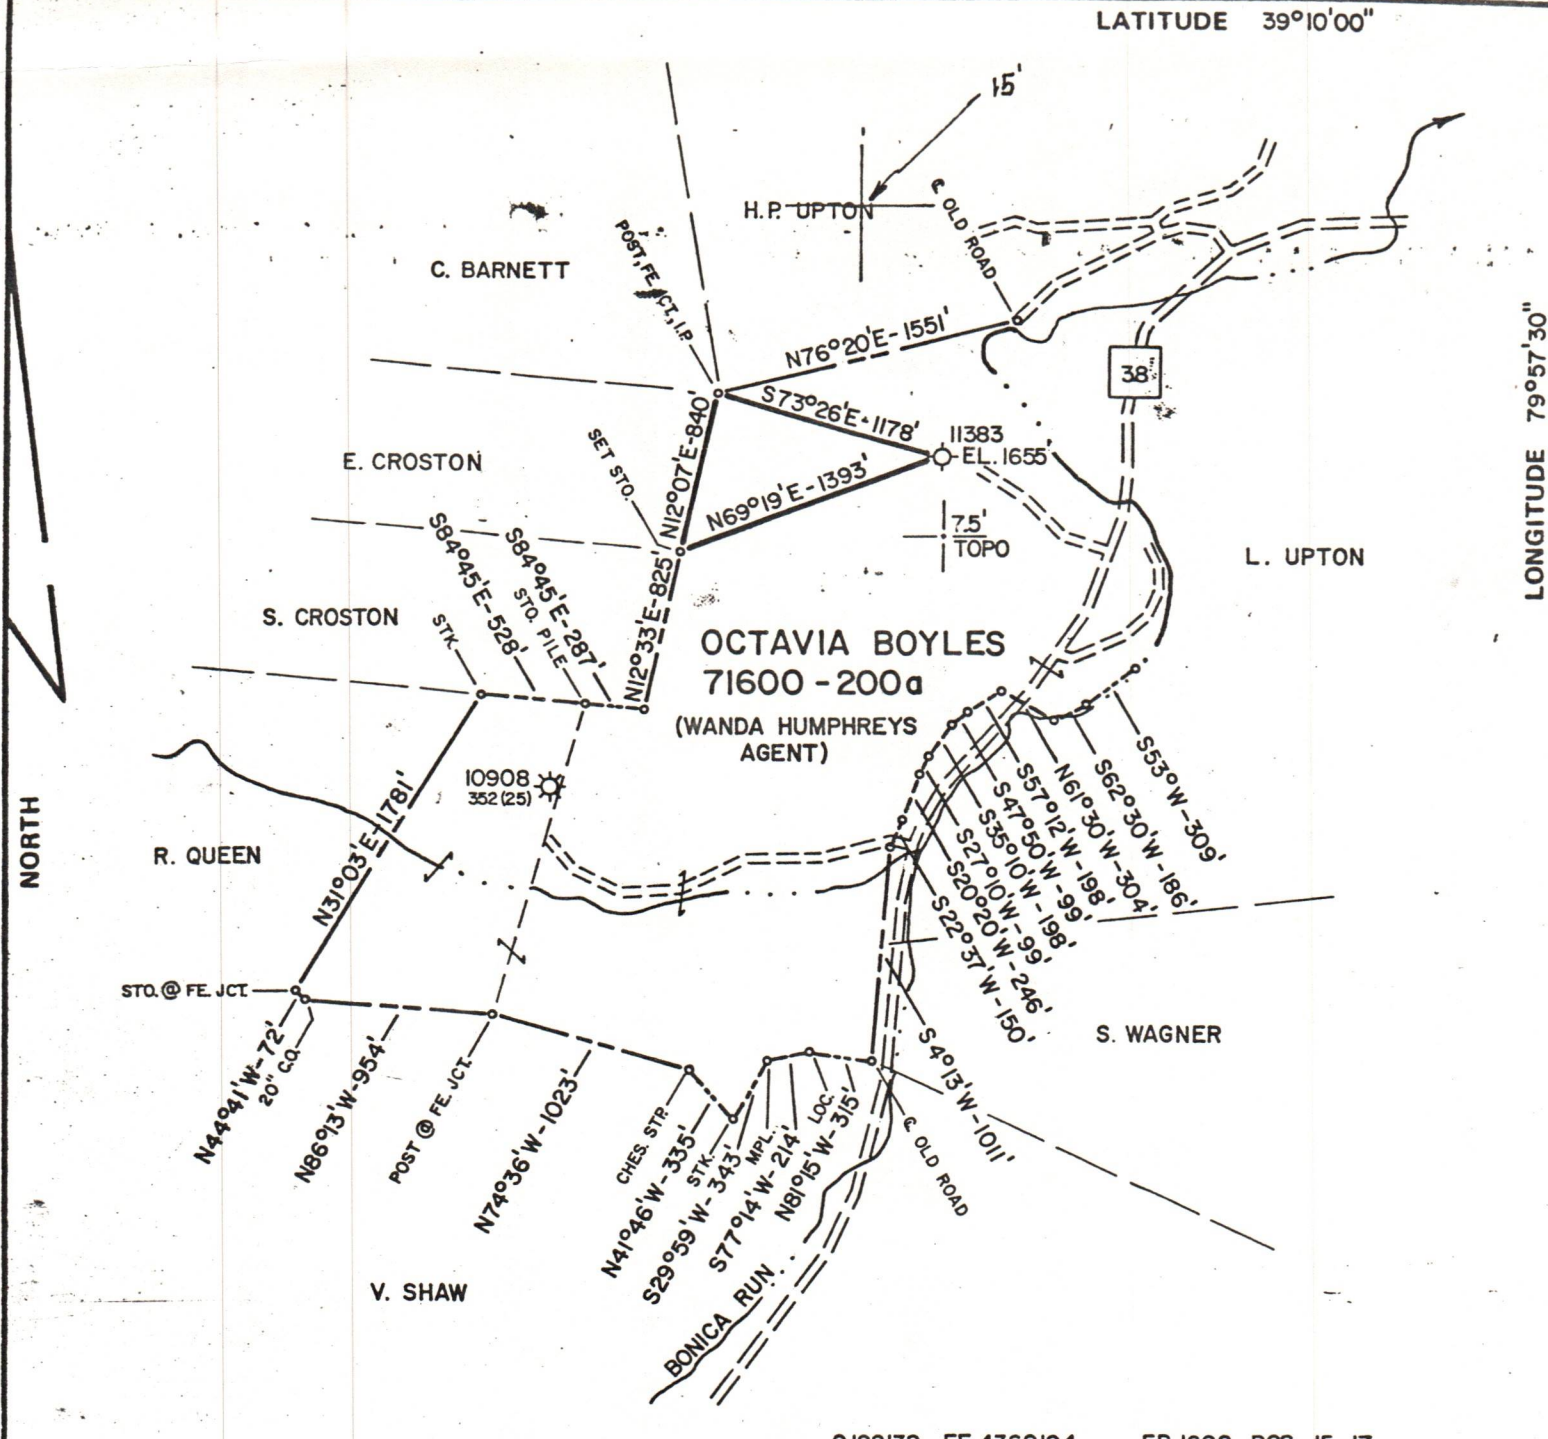 LATITUDE 39°10'00"
15'
H.P. UPTON
℄ OLD ROAD
C. BARNETT
POST, FE. JCT., I.P.
LONGITUDE 79°57'30"
N76°20'E-1551'
38
S73°26'E-1178'
11383
EL. 1655'
E. CROSTON
SET STO.
N12°07'E-840'
N69°19'E-1393'
7.5'
TOPO
L. UPTON
S84°45'E-528'
S84°45'E-287'
STO. PILE
N12°33'E-825'
S. CROSTON
STK.
OCTAVIA BOYLES
71600-200a
(WANDA HUMPHREYS
AGENT)
10908
352 (25)
NORTH
R. QUEEN
N31°03'E-1781'
S53°W-309'
S62°30'W-186'
N61°30'W-304'
S57°12'W-198'
S47°50'W-99'
S35°10'W-198'
S27°10'W-99'
S20°20'W-246'
S22°37'W-150'
STO. @ FE. JCT.
S. WAGNER
S4°13'W-1011'
N44°41'W-72'
20" C.O.
N86°13'W-954'
POST @ FE. JCT.
N74°36'W-1023'
CHES. STP.
N41°46'W-335'
STK.
S29°59'W-343'
MPL.
S77°14'W-214'
LOC.
N81°15'W-315'
℄ OLD ROAD
V. SHAW
BONICA RUN